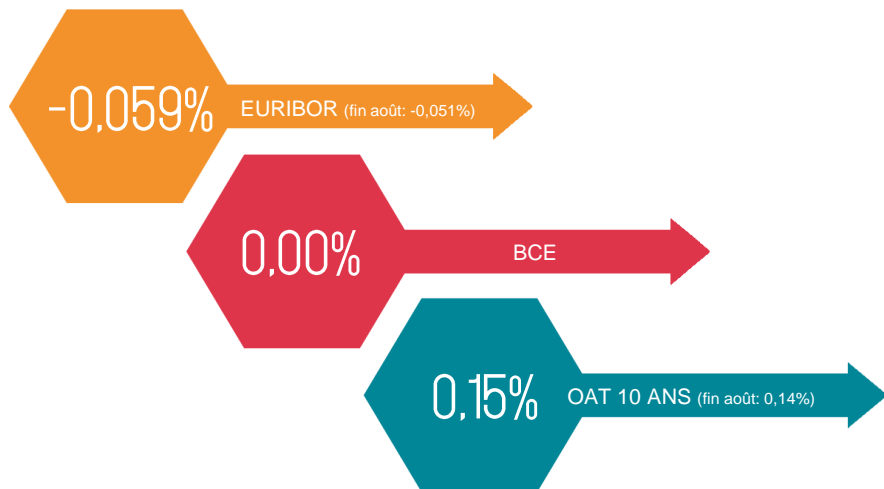 -0,059%
EURIBOR (fin août: -0,051%)
0,00%
BCE
0,15%
OAT 10 ANS (fin août: 0,14%)